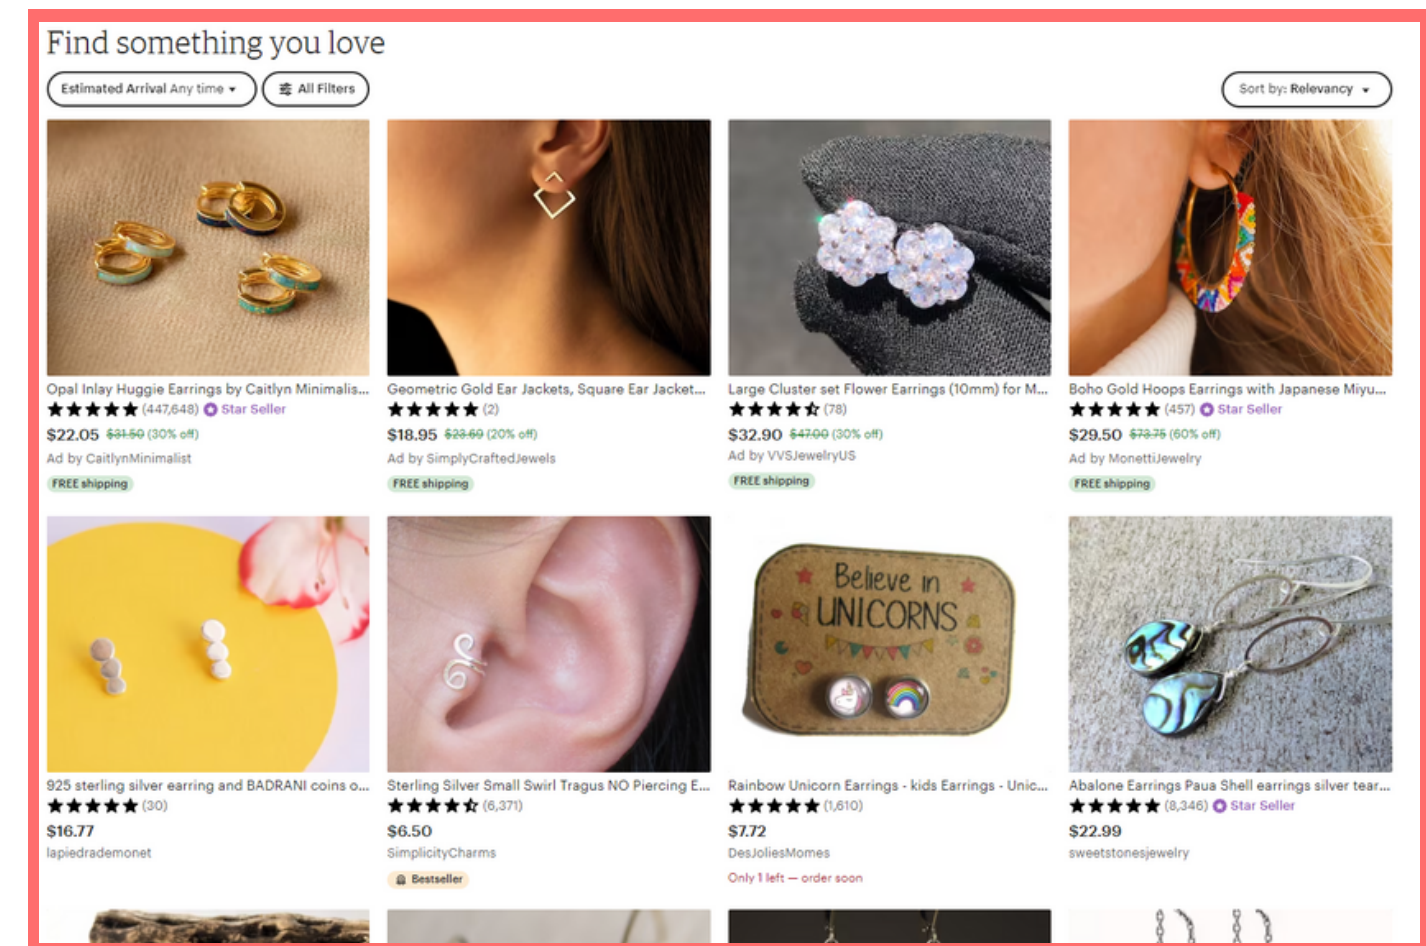 Find something you love
Estimated Arrival Any time
All Filters
Sort by: Relevancy
Opal Inlay Huggie Earrings by Caitlyn Minimalis...
(447,648) Star Seller
$22.05 $31.50 (30% off)
Ad by CaitlynMinimalist
FREE shipping
Geometric Gold Ear Jackets, Square Ear Jacket...
(2)
$18.95 $23.69 (20% off)
Ad by SimplyCraftedJewels
FREE shipping
Large Cluster set Flower Earrings (10mm) for M...
(78)
$32.90 $47.00 (30% off)
Ad by VVSJewelryUS
FREE shipping
Boho Gold Hoops Earrings with Japanese Miyu...
(457) Star Seller
$29.50 $73.75 (60% off)
Ad by MonettiJewelry
FREE shipping
925 sterling silver earring and BADRANI coins o...
(30)
$16.77
lapiedrademonet
Sterling Silver Small Swirl Tragus NO Piercing E...
(6,371)
$6.50
SimplicityCharms
Bestseller
Believe in
UNICORNS
Rainbow Unicorn Earrings - kids Earrings - Unic...
(1,610)
$7.72
DesJoliesMomes
Only 1 left — order soon
Abalone Earrings Paua Shell earrings silver tear...
(8,346) Star Seller
$22.99
sweetstonesjewelry